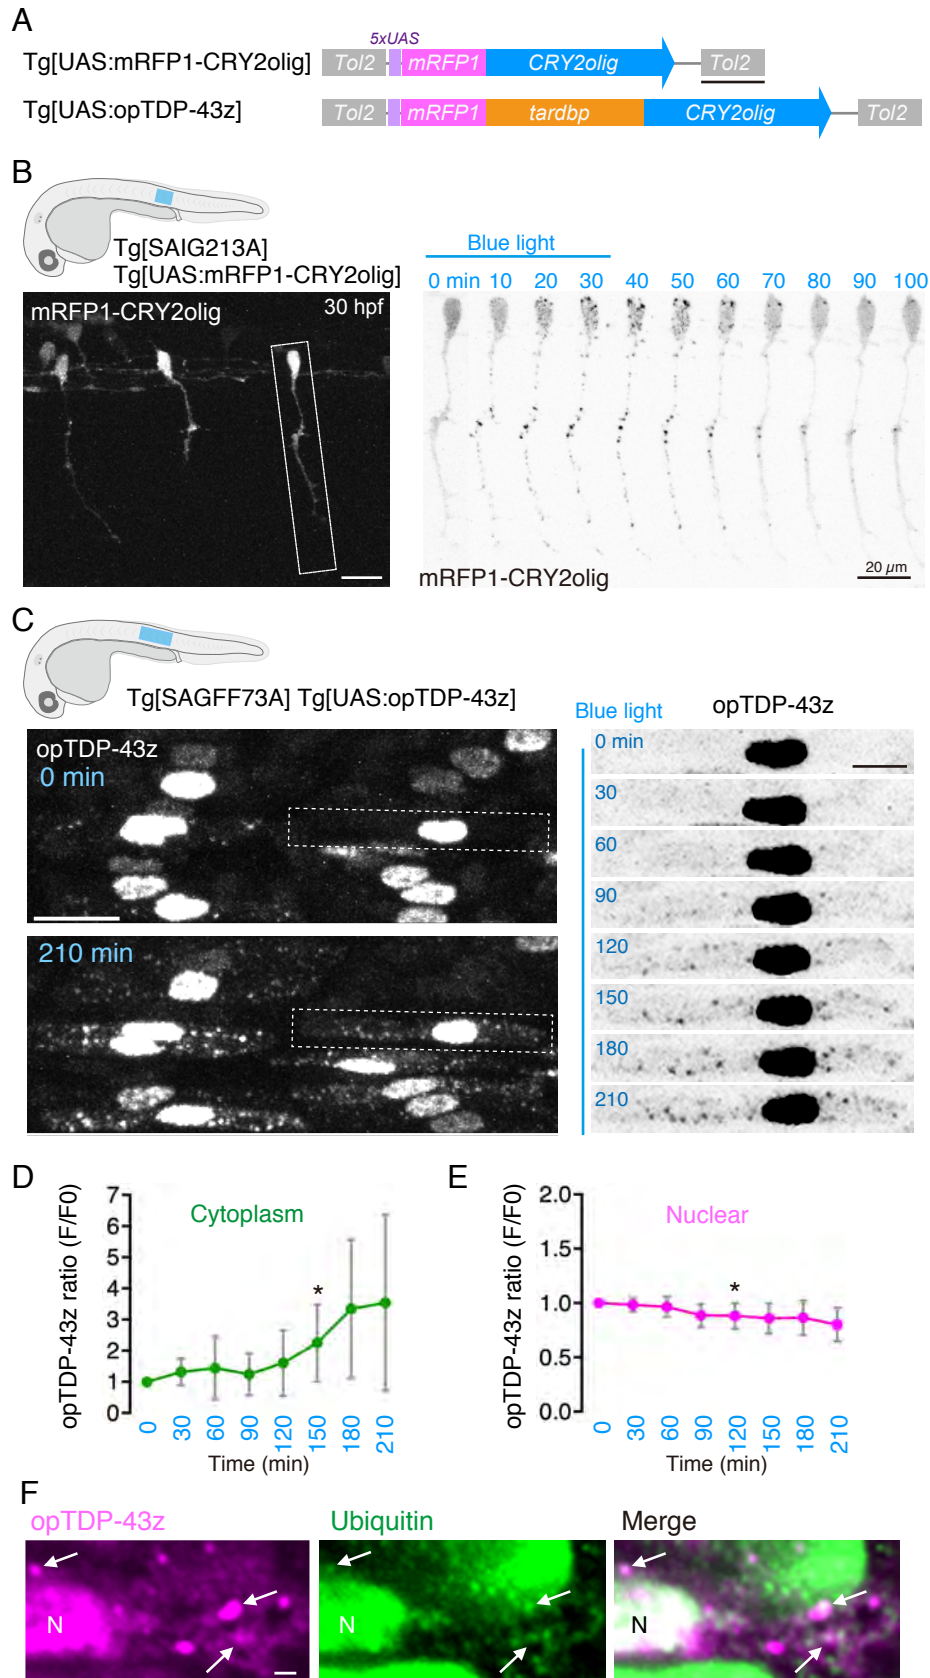 A
5xUAS
Tg[UAS:mRFP1-CRY2olig] Tol2 mRFP1 CRY2olig Tol2
Tg[UAS:opTDP-43z] Tol2 mRFP1 tardbp CRY2olig Tol2
B
Tg[SAIG213A]
Tg[UAS:mRFP1-CRY2olig]
mRFP1-CRY2olig 30 hpf
Blue light
0 min 10 20 30 40 50 60 70 80 90 100
mRFP1-CRY2olig
20 µm
C
Tg[SAGFF73A] Tg[UAS:opTDP-43z]
opTDP-43z
0 min
210 min
Blue light
opTDP-43z
0 min
30
60
90
120
150
180
210
D
opTDP-43z ratio (F/F0)
7
6
5
4
3
2
1
0
Cytoplasm
*
0 30 60 90 120 150 180 210
Time (min)
E
opTDP-43z ratio (F/F0)
2.0
1.5
1.0
0.5
0.0
Nuclear
*
0 30 60 90 120 150 180 210
Time (min)
F
opTDP-43z Ubiquitin Merge
N N N